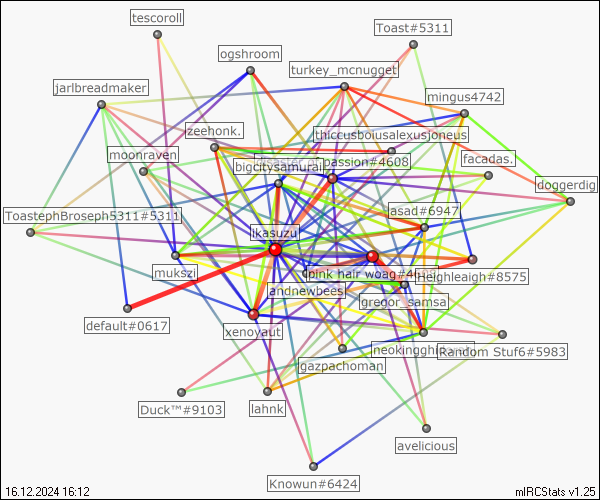 tescoroll
Toast#5311
ogshroom
turkey_mcnugget
jarlbreadmaker
mingus4742
zeehonk.
thiccusbousalexusjoneus
moonraven
bigcitysamurai
passion#4608
facadas.
doggerdig
ToastephBroseph5311#5311
asad#6947
ikasuzu
mukszi
pink hair woag#4
Heighleaigh#8575
andnewbees
gregor_samsa
default#0617
xenoyaut
neokingghi
Random Stuf6#5983
gazpachoman
Duck™#9103
lahnk
avelicious
Knowun#6424
16.12.2024 16:12
mIRCStats v1.25